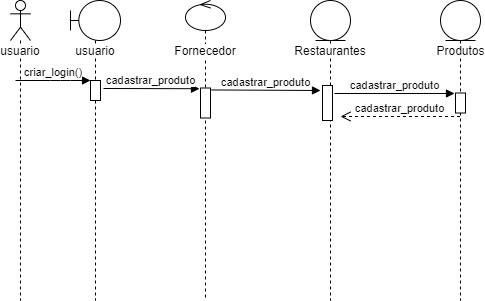 usuario
usuario
Fornecedor
Restaurantes
Produtos
criar_login()
cadastrar_produto
cadastrar_produto
cadastrar_produto
cadastrar_produto